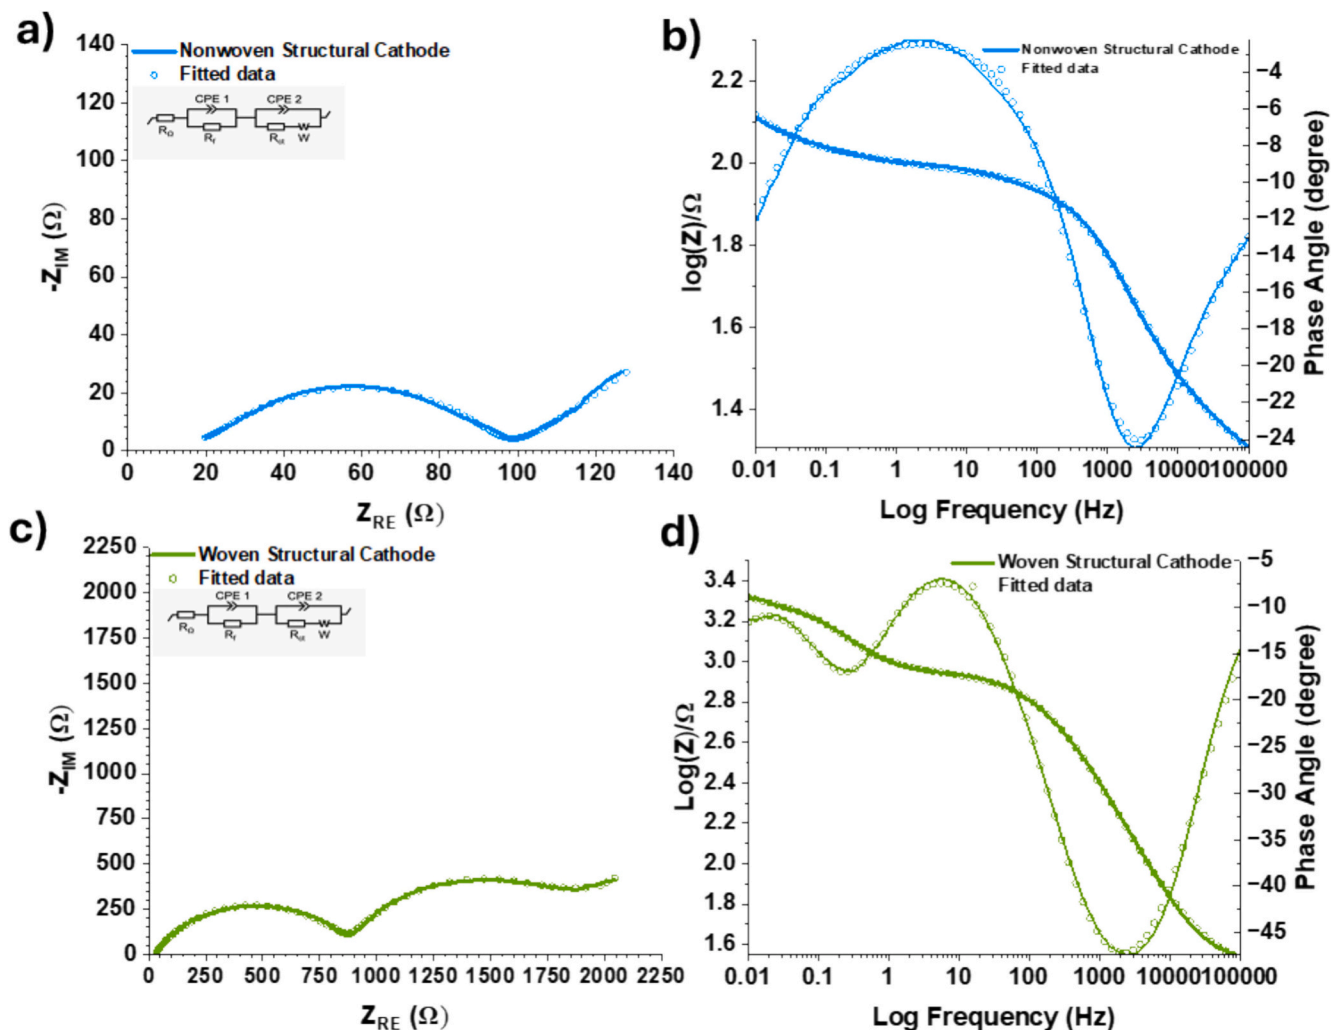 a)
Nonwoven Structural Cathode
Fitted data
CPE 1 CPE 2
RΩ Rf Rct W
W
140
120
100
80
60
40
20
0
-ZIM (Ω)
0 20 40 60 80 100 120 140
ZRE (Ω)
b)
Nonwoven Structural Cathode
Fitted data
2.2
2.0
1.8
1.6
1.4
log(Z)/Ω
−4
−6
−8
−10
−12
−14
−16
−18
−20
−22
−24
Phase Angle (degree)
0.01 0.1 1 10 100 1000 10000 100000
Log Frequency (Hz)
c)
Woven Structural Cathode
Fitted data
CPE 1 CPE 2
RΩ Rf Rct W
W
2250
2000
1750
1500
1250
1000
750
500
250
0
-ZIM (Ω)
0 250 500 750 1000 1250 1500 1750 2000 2250
ZRE (Ω)
d)
Woven Structural Cathode
Fitted data
3.4
3.2
3.0
2.8
2.6
2.4
2.2
2.0
1.8
1.6
Log(Z)/Ω
−5
−10
−15
−20
−25
−30
−35
−40
−45
Phase Angle (degree)
0.01 0.1 1 10 100 1000 10000 100000
Log Frequency (Hz)